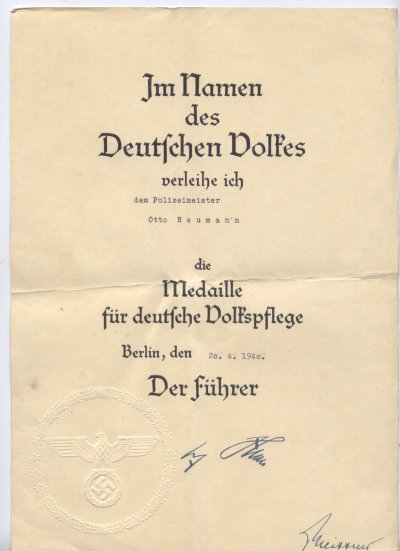 Im Namen
des
Deutschen Volkes
verleihe ich
dem Polizeimeister
Otto Neumann
die
Medaille
für deutsche Volkspflege
Berlin, den 20. 4. 1940.
Der Führer